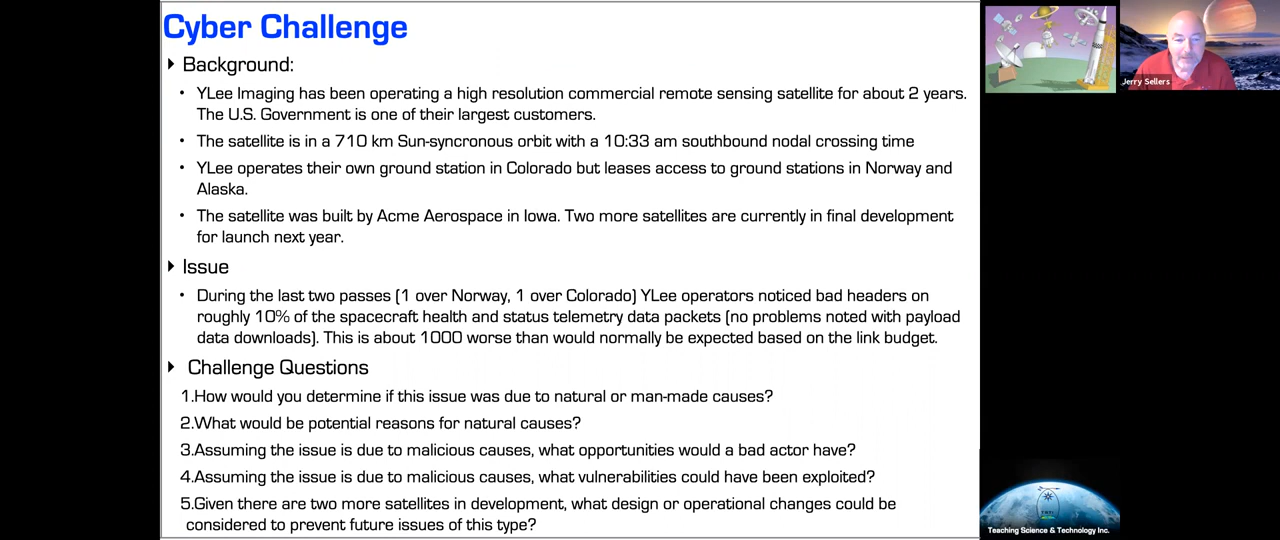 Cyber Challenge
Background:
YLee Imaging has been operating a high resolution commercial remote sensing satellite for about 2 years.
The U.S. Government is one of their largest customers.
The satellite is in a 710 km Sun-syncronous orbit with a 10:33 am southbound nodal crossing time
YLee operates their own ground station in Colorado but leases access to ground stations in Norway and
Alaska.
The satellite was built by Acme Aerospace in Iowa. Two more satellites are currently in final development
for launch next year.
Issue
During the last two passes (1 over Norway, 1 over Colorado) YLee operators noticed bad headers on
roughly 10% of the spacecraft health and status telemetry data packets (no problems noted with payload
data downloads). This is about 1000 worse than would normally be expected based on the link budget.
Challenge Questions
1.How would you determine if this issue was due to natural or man-made causes?
2.What would be potential reasons for natural causes?
3.Assuming the issue is due to malicious causes, what opportunities would a bad actor have?
4.Assuming the issue is due to malicious causes, what vulnerabilities could have been exploited?
5.Given there are two more satellites in development, what design or operational changes could be
considered to prevent future issues of this type?
Jerry Sellers
Teaching Science & Technology Inc.